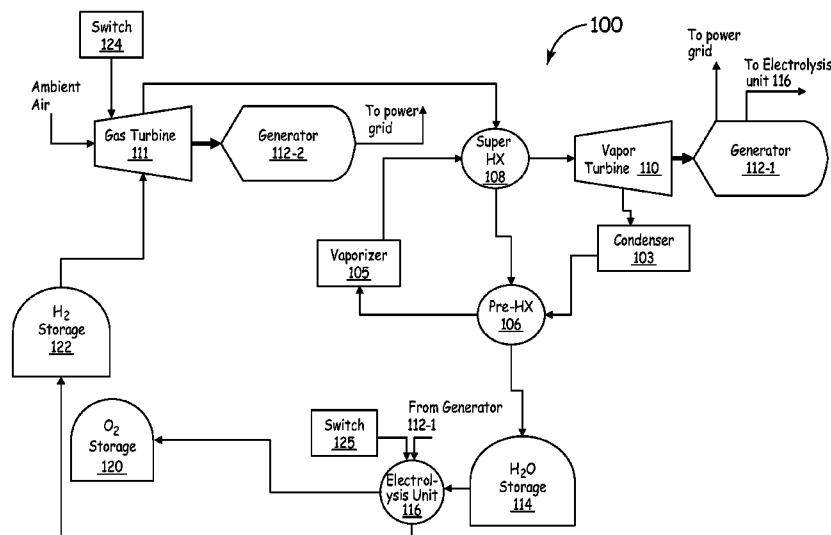 Switch
124
100
To power
grid
To Electrolysis
unit 116
Ambient
Air
Gas Turbine
111
Generator
112-2
To power
grid
Super
HX
108
Vapor
Turbine 110
Generator
112-1
Vaporizer
105
Condenser
103
Pre-HX
106
H2
Storage
122
O2
Storage
120
Switch
125
From Generator
112-1
Electrol-
ysis Unit
116
H2O
Storage
114